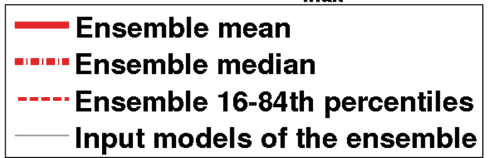 Ensemble mean
Ensemble median
Ensemble 16-84th percentiles
Input models of the ensemble